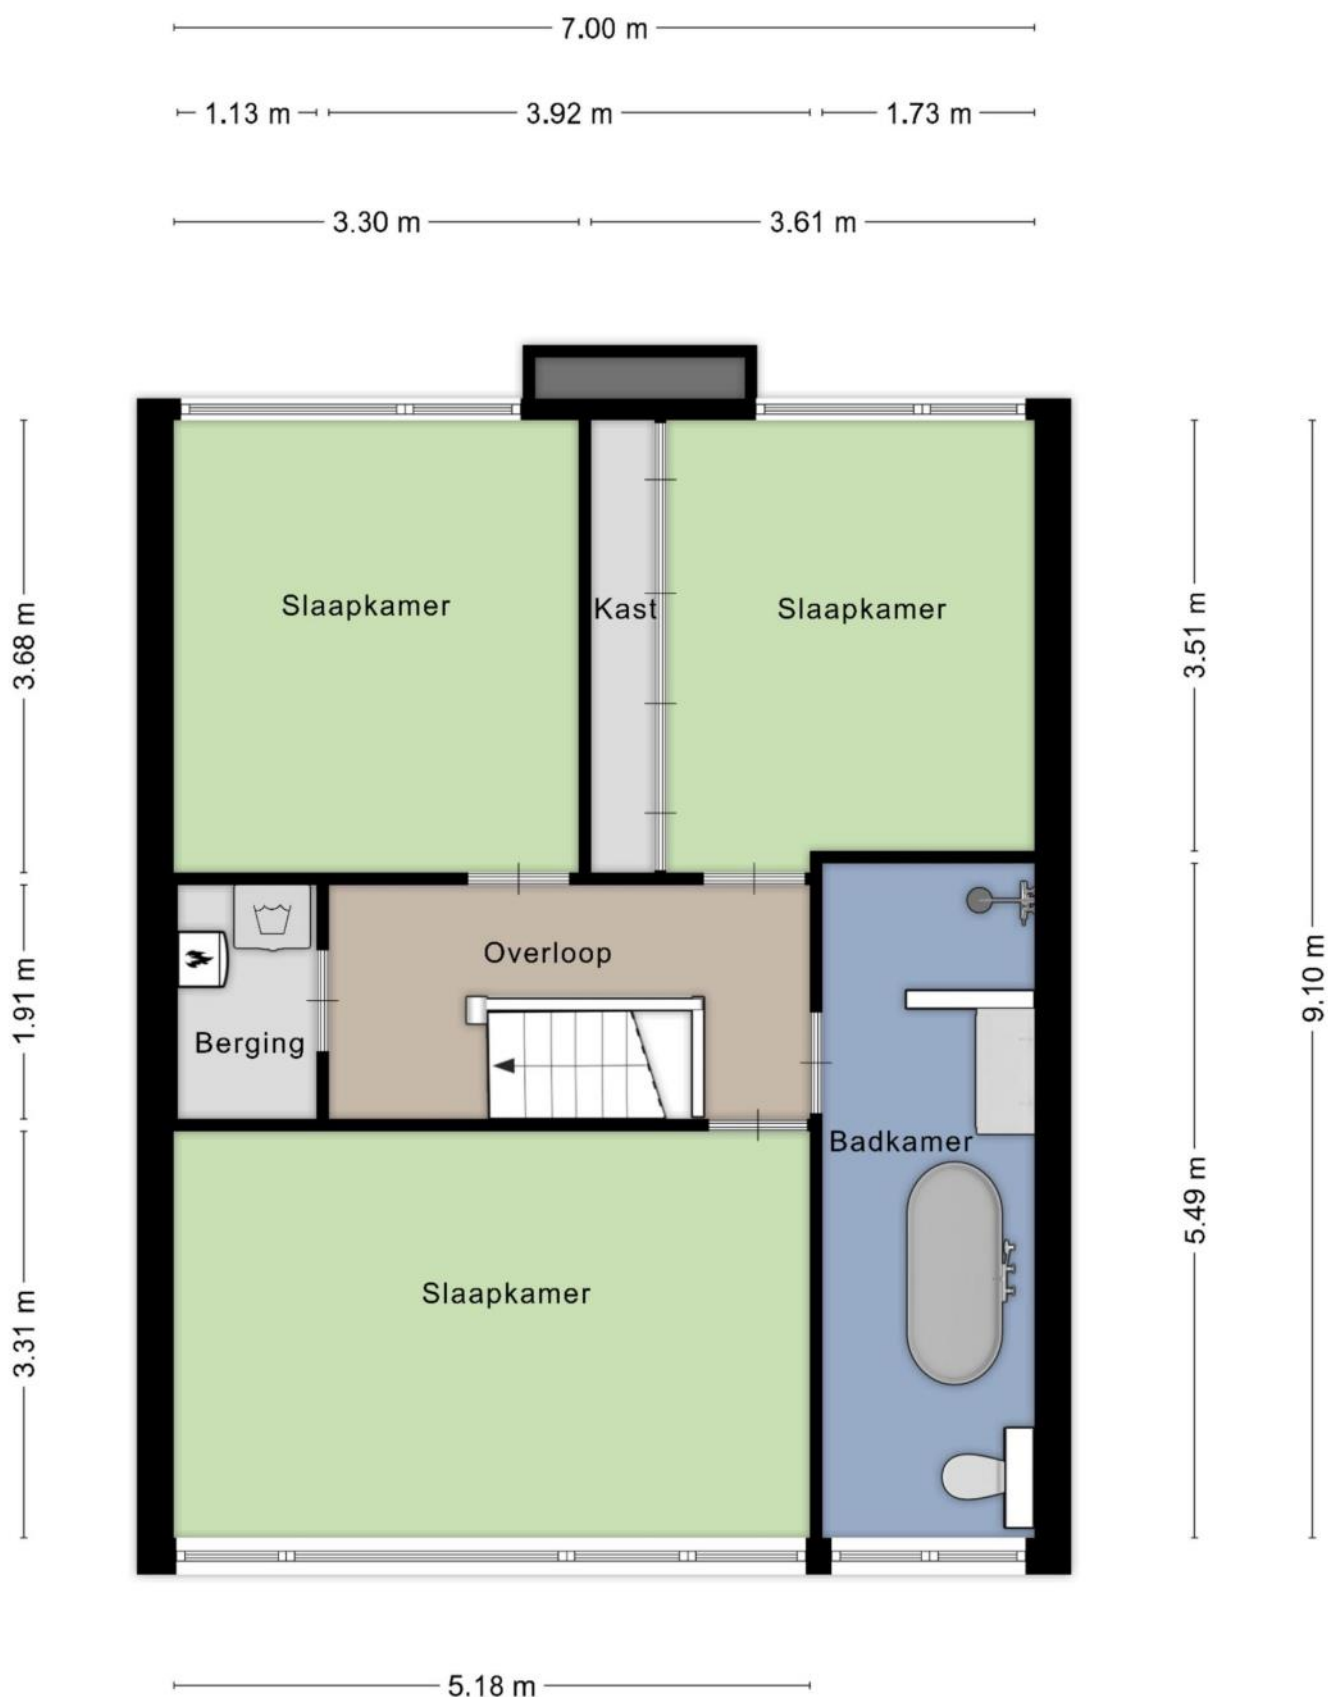 7.00 m
1.13 m
3.92 m
1.73 m
3.30 m
3.61 m
Slaapkamer
Kast
Slaapkamer
3.68 m
3.51 m
Overloop
1.91 m
Berging
9.10 m
Badkamer
5.49 m
Slaapkamer
3.31 m
5.18 m